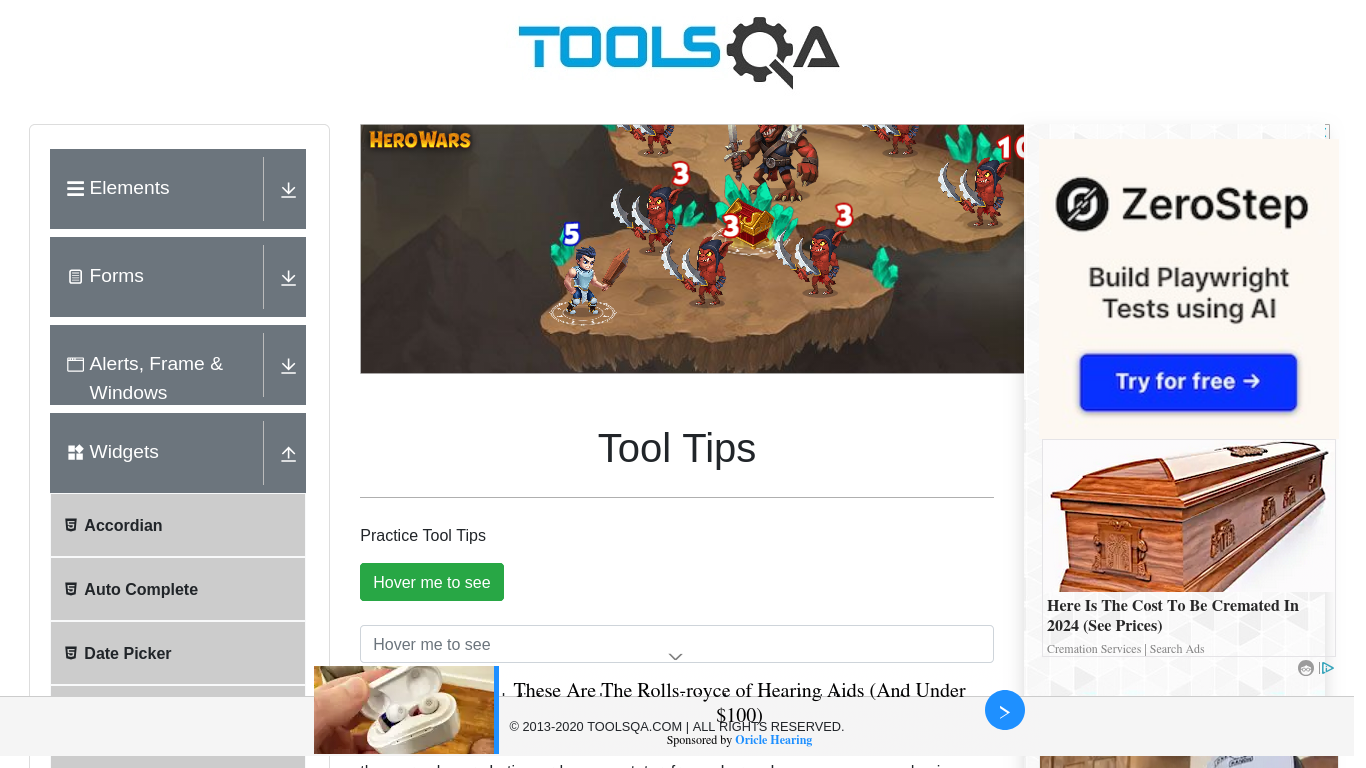 TOOLSQA
Elements
Forms
Alerts, Frame &
Windows
Widgets
Accordian
Auto Complete
Date Picker
HERO WARS
3
10
3
3
5
Tool Tips
Practice Tool Tips
Hover me to see
Hover me to see
These Are The Rolls-royce of Hearing Aids (And Under
$100)
© 2013-2020 TOOLSQA.COM | ALL RIGHTS RESERVED.
Sponsored by Oricle Hearing
ZeroStep
Build Playwright
Tests using AI
Try for free →
Here Is The Cost To Be Cremated In
2024 (See Prices)
Cremation Services | Search Ads